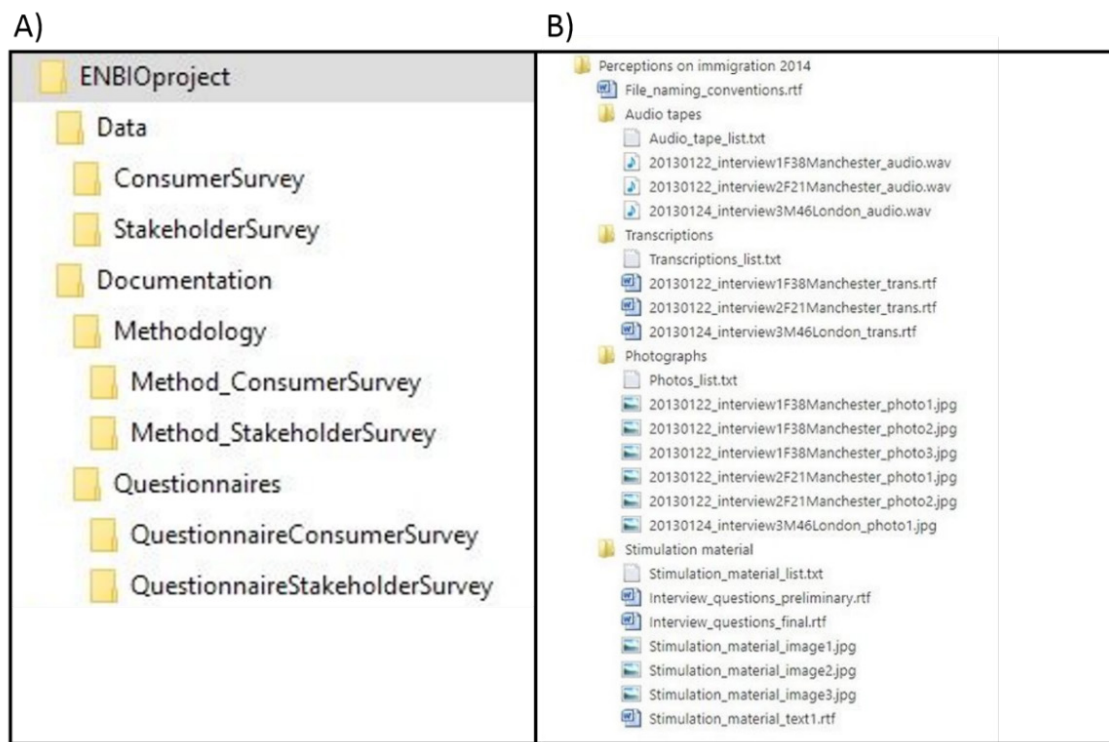 A)
ENBIOproject
Data
ConsumerSurvey
StakeholderSurvey
Documentation
Methodology
Method_ConsumerSurvey
Method_StakeholderSurvey
Questionnaires
QuestionnaireConsumerSurvey
QuestionnaireStakeholderSurvey
B)
Perceptions on immigration 2014
File_naming_conventions.rtf
Audio tapes
Audio_tape_list.txt
20130122_interview1F38Manchester_audio.wav
20130122_interview2F21Manchester_audio.wav
20130124_interview3M46London_audio.wav
Transcriptions
Transcriptions_list.txt
20130122_interview1F38Manchester_trans.rtf
20130122_interview2F21Manchester_trans.rtf
20130124_interview3M46London_trans.rtf
Photographs
Photos_list.txt
20130122_interview1F38Manchester_photo1.jpg
20130122_interview1F38Manchester_photo2.jpg
20130122_interview1F38Manchester_photo3.jpg
20130122_interview2F21Manchester_photo1.jpg
20130122_interview2F21Manchester_photo2.jpg
20130124_interview3M46London_photo1.jpg
Stimulation material
Stimulation_material_list.txt
Interview_questions_preliminary.rtf
Interview_questions_final.rtf
Stimulation_material_image1.jpg
Stimulation_material_image2.jpg
Stimulation_material_image3.jpg
Stimulation_material_text1.rtf